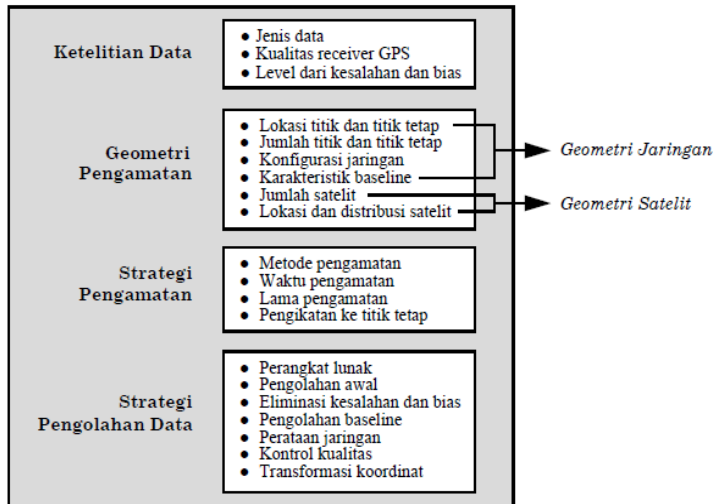 Ketelitian Data
● Jenis data
● Kualitas receiver GPS
● Level dari kesalahan dan bias
Geometri
Pengamatan
● Lokasi titik dan titik tetap
● Jumlah titik dan titik tetap
● Konfigurasi jaringan
● Karakteristik baseline
● Jumlah satelit
● Lokasi dan distribusi satelit
Geometri Jaringan
Geometri Satelit
Strategi
Pengamatan
● Metode pengamatan
● Waktu pengamatan
● Lama pengamatan
● Pengikatan ke titik tetap
Strategi
Pengolahan Data
● Perangkat lunak
● Pengolahan awal
● Eliminasi kesalahan dan bias
● Pengolahan baseline
● Perataan jaringan
● Kontrol kualitas
● Transformasi koordinat